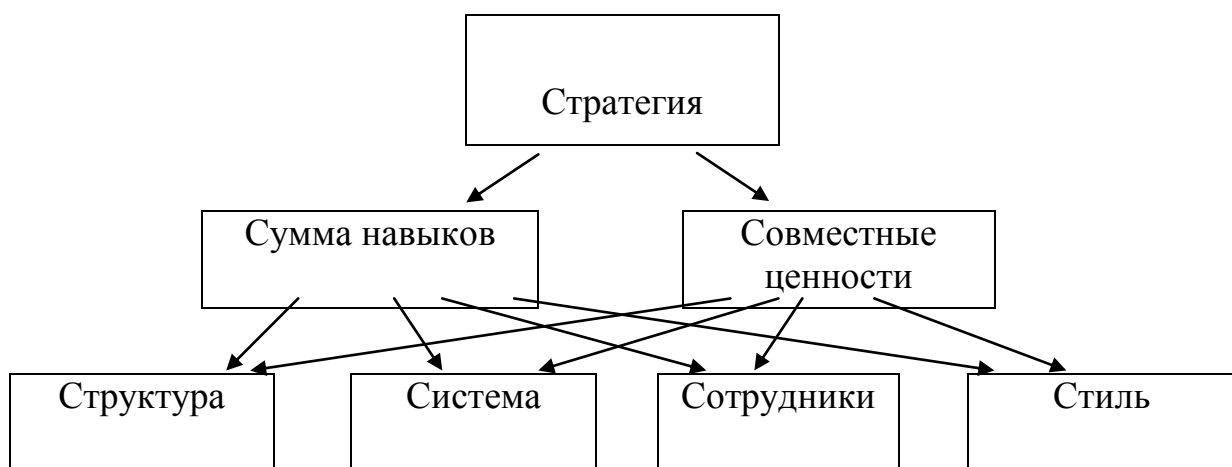 Стратегия
Сумма навыков
Совместные
ценности
Структура
Система
Сотрудники
Стиль